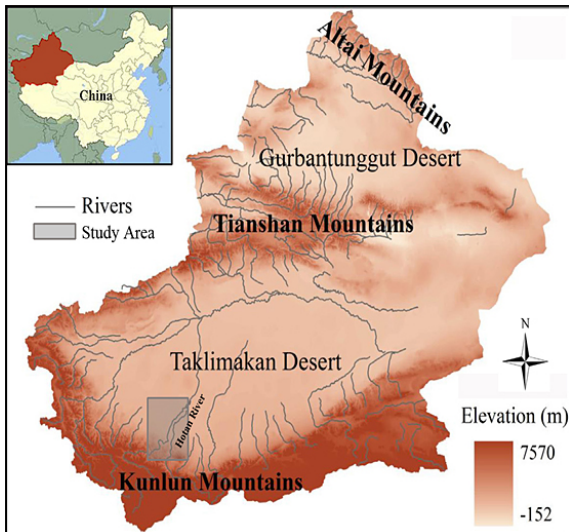 China
Altai Mountains
Gurbantunggut Desert
Rivers
Study Area
Tianshan Mountains
Taklimakan Desert
Hotan River
Kunlun Mountains
N
Elevation (m)
7570
-152